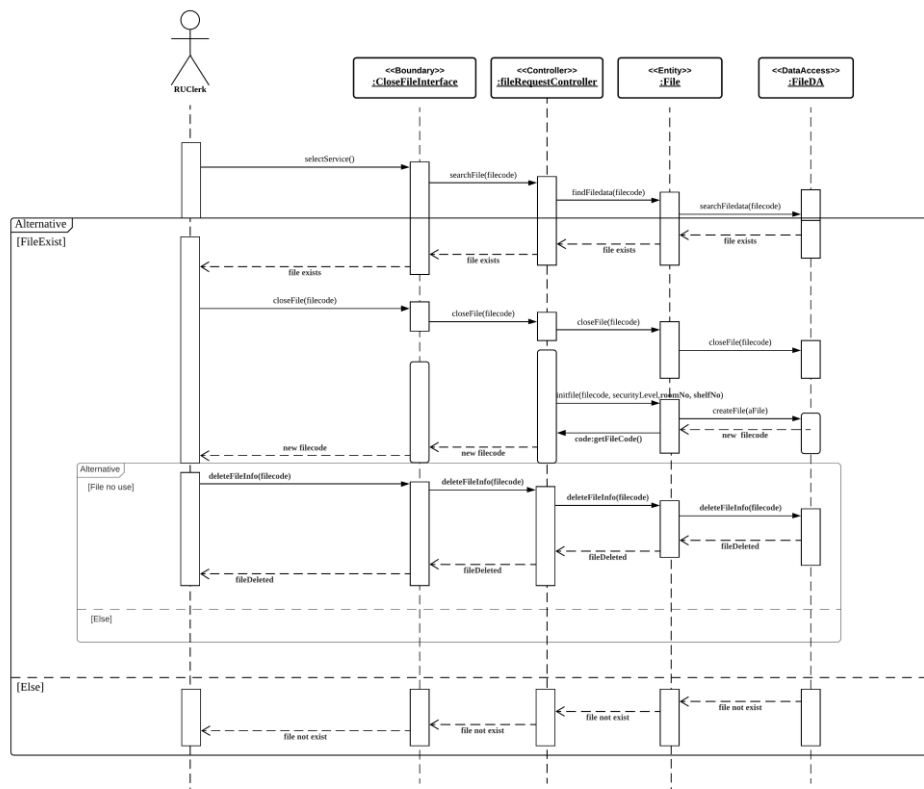 RUClerk
<<Boundary>>
:CloseFileInterface
<<Controller>>
:fileRequestController
<<Entity>>
:File
<<DataAccess>>
:FileDA
selectService()
searchFile(filecode)
findFiledata(filecode)
searchFiledata(filecode)
Alternative
[FileExist]
file exists
file exists
file exists
file exists
closeFile(filecode)
closeFile(filecode)
closeFile(filecode)
closeFile(filecode)
initfile(filecode, securityLevel,roomNo, shelfNo)
createFile(aFile)
new filecode
code:getFileCode()
new filecode
new filecode
Alternative
[File no use]
deleteFileInfo(filecode)
deleteFileInfo(filecode)
deleteFileInfo(filecode)
deleteFileInfo(filecode)
fileDeleted
fileDeleted
fileDeleted
fileDeleted
[Else]
[Else]
file not exist
file not exist
file not exist
file not exist